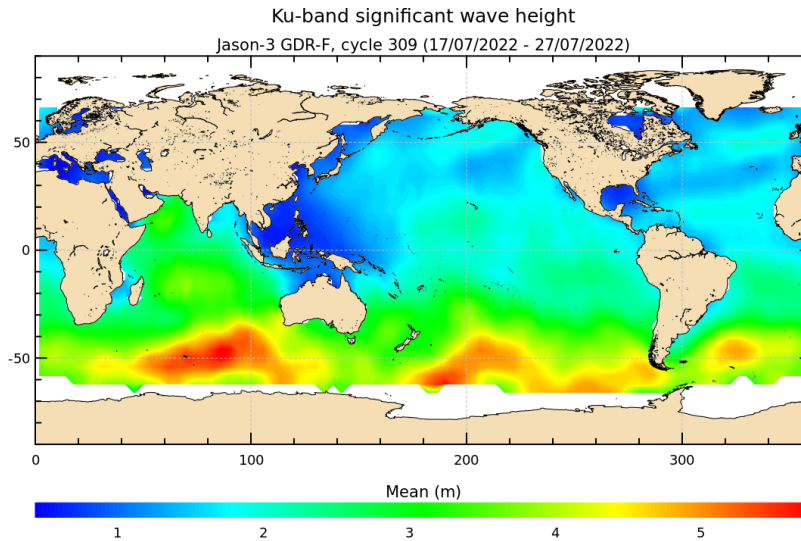 Ku-band significant wave height
Jason-3 GDR-F, cycle 309 (17/07/2022 - 27/07/2022)
50
0
-50
0 100 200 300
Mean (m)
1 2 3 4 5